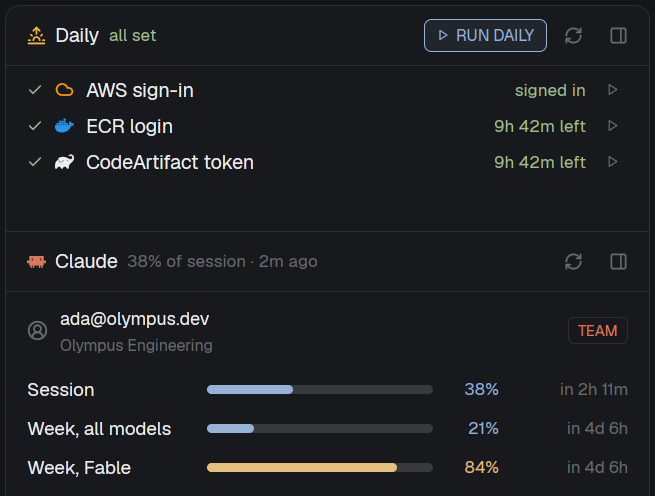 Daily all set RUN DAILY
AWS sign-in signed in
ECR login 9h 42m left
CodeArtifact token 9h 42m left
Claude 38% of session · 2m ago
ada@olympus.dev
Olympus Engineering
TEAM
Session 38% in 2h 11m
Week, all models 21% in 4d 6h
Week, Fable 84% in 4d 6h